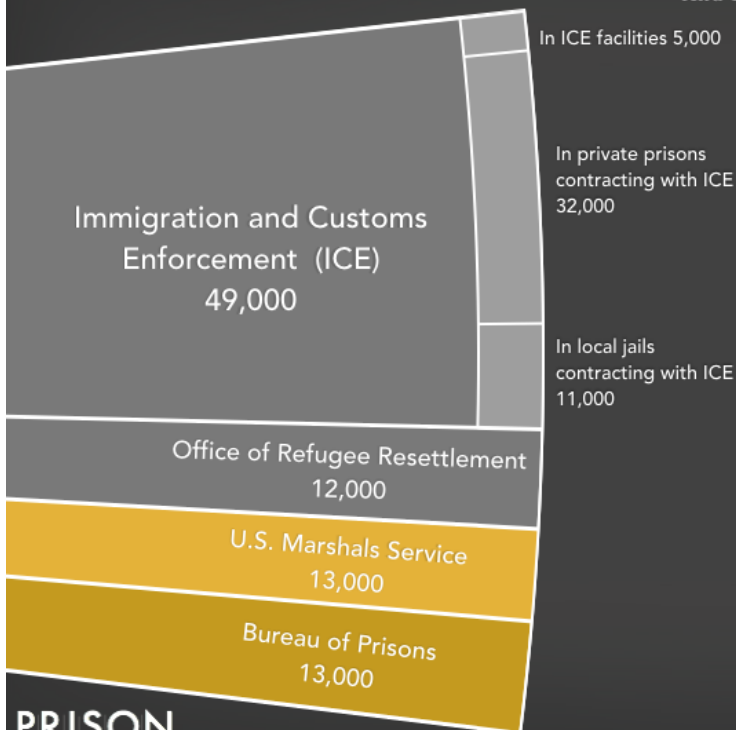 In ICE facilities 5,000
In private prisons
contracting with ICE
32,000
Immigration and Customs
Enforcement (ICE)
49,000
In local jails
contracting with ICE
11,000
Office of Refugee Resettlement
12,000
U.S. Marshals Service
13,000
Bureau of Prisons
13,000
PRISON